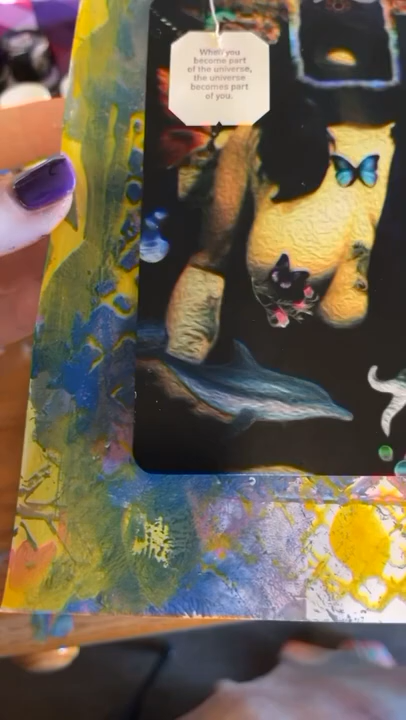 When you
become part
of the universe,
the universe
becomes part
of you.